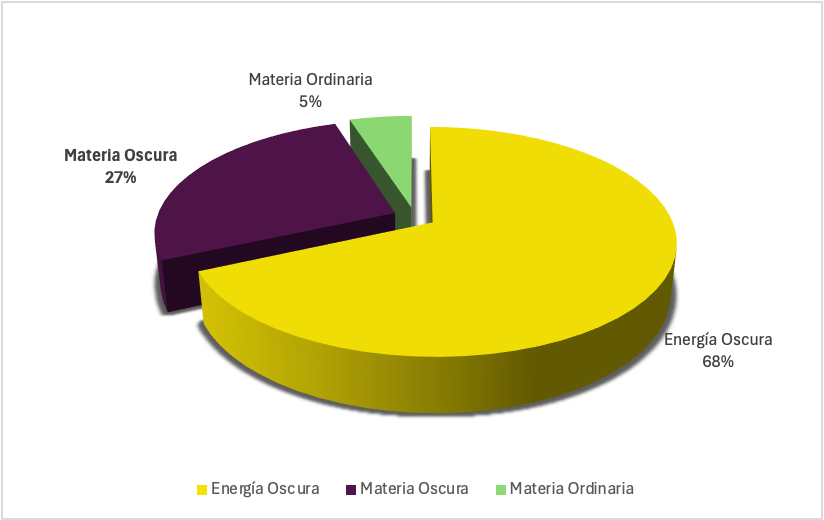 Materia Ordinaria
5%
Materia Oscura
27%
Energía Oscura
68%
Energía Oscura Materia Oscura Materia Ordinaria